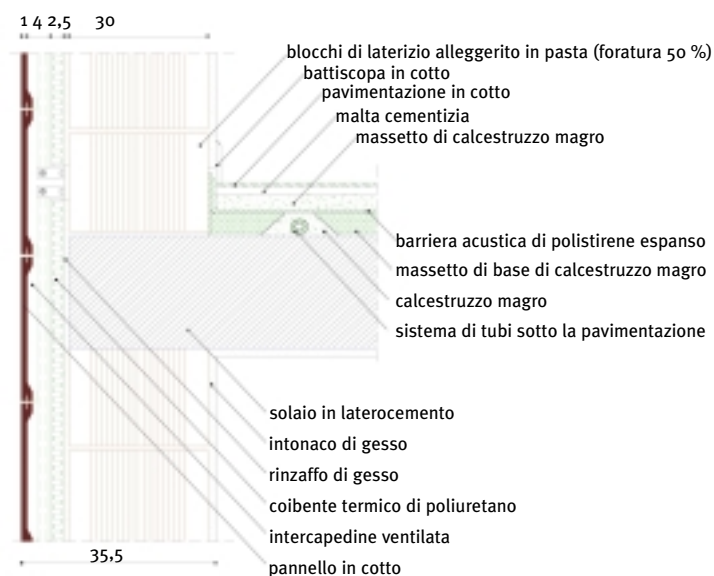 1 4 2,5 30
blocchi di laterizio alleggerito in pasta (foratura 50 %)
battiscopa in cotto
pavimentazione in cotto
malta cementizia
massetto di calcestruzzo magro
barriera acustica di polistirene espanso
massetto di base di calcestruzzo magro
calcestruzzo magro
sistema di tubi sotto la pavimentazione
solaio in laterocemento
intonaco di gesso
rinzaffo di gesso
coibente termico di poliuretano
intercapedine ventilata
35,5
pannello in cotto